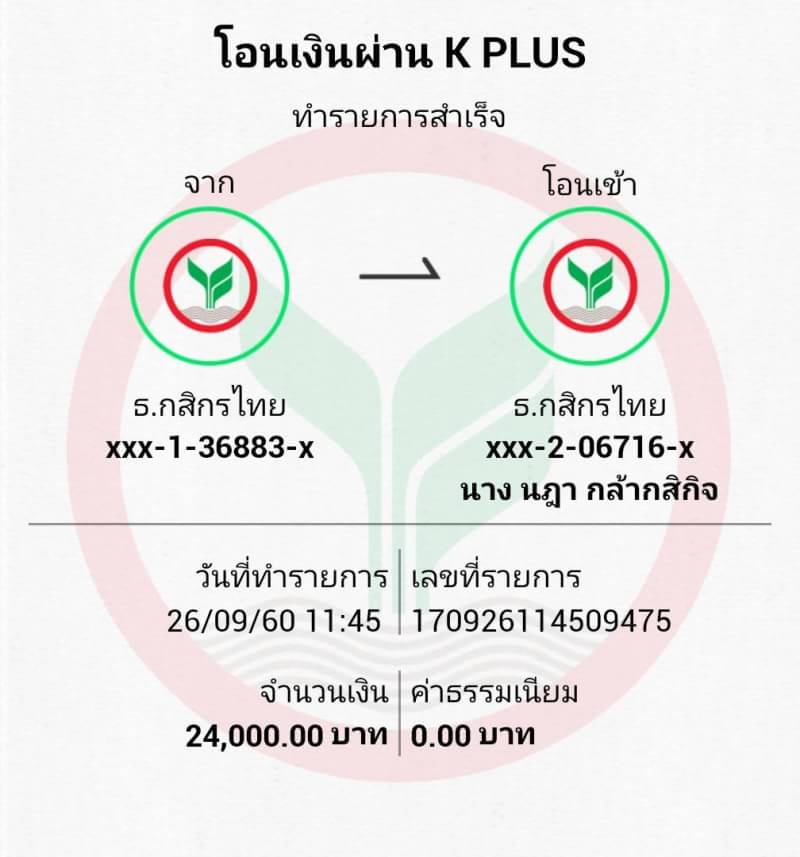 โอนเงินผ่าน K PLUS
ทำรายการสำเร็จ
จาก
โอนเข้า
ธ.กสิกรไทย
xxx-1-36883-x
ธ.กสิกรไทย
xxx-2-06716-x
นาง นฎา กล้ากสิกิจ
วันที่ทำรายการ
26/09/60 11:45
เลขที่รายการ
170926114509475
จำนวนเงิน
24,000.00 บาท
ค่าธรรมเนียม
0.00 บาท